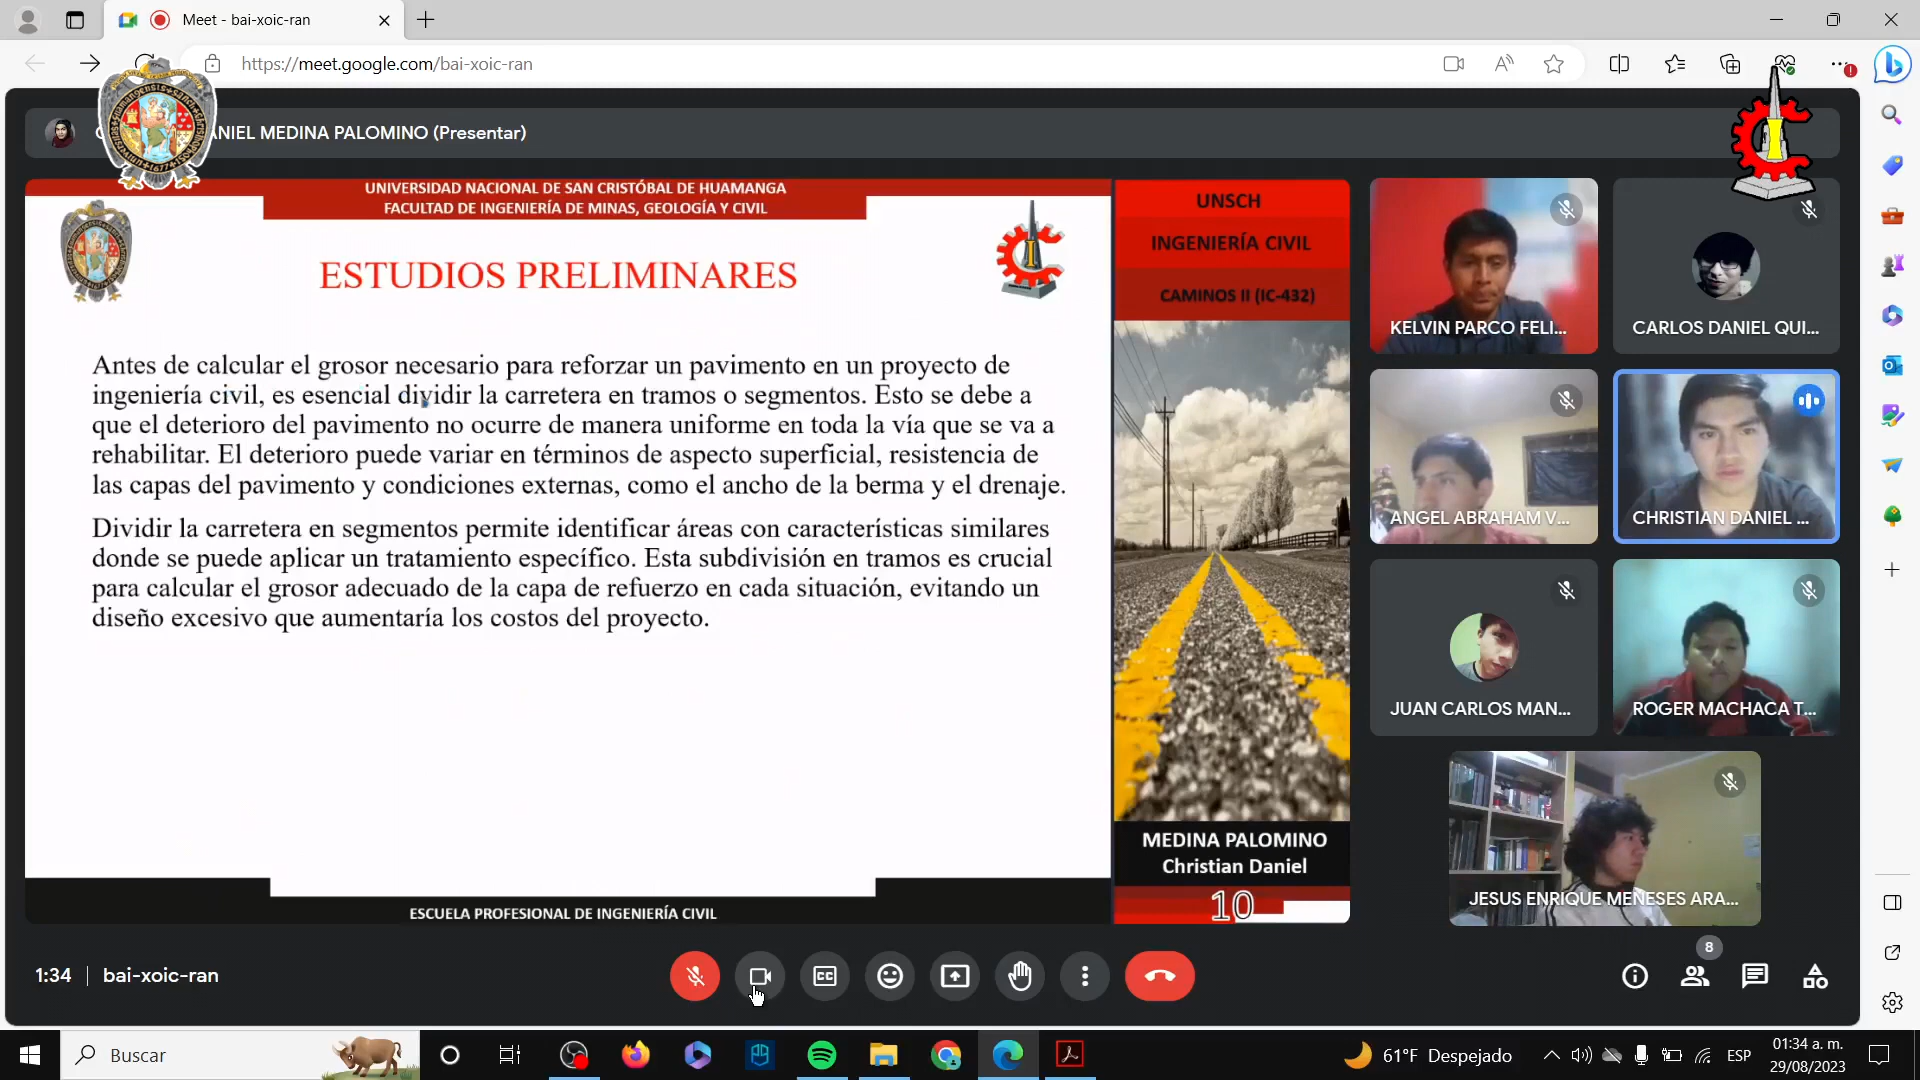 Meet - bai-xoic-ran
https://meet.google.com/bai-xoic-ran
ANIEL MEDINA PALOMINO (Presentar)
UNIVERSIDAD NACIONAL DE SAN CRISTÓBAL DE HUAMANGA
FACULTAD DE INGENIERÍA DE MINAS, GEOLOGÍA Y CIVIL
ESTUDIOS PRELIMINARES
Antes de calcular el grosor necesario para reforzar un pavimento en un proyecto de
ingeniería civil, es esencial dividir la carretera en tramos o segmentos. Esto se debe a
que el deterioro del pavimento no ocurre de manera uniforme en toda la vía que se va a
rehabilitar. El deterioro puede variar en términos de aspecto superficial, resistencia de
las capas del pavimento y condiciones externas, como el ancho de la berma y el drenaje.
Dividir la carretera en segmentos permite identificar áreas con características similares
donde se puede aplicar un tratamiento específico. Esta subdivisión en tramos es crucial
para calcular el grosor adecuado de la capa de refuerzo en cada situación, evitando un
diseño excesivo que aumentaría los costos del proyecto.
ESCUELA PROFESIONAL DE INGENIERÍA CIVIL
UNSCH
INGENIERÍA CIVIL
CAMINOS II (IC-432)
MEDINA PALOMINO
Christian Daniel
10
KELVIN PARCO FELI...
CARLOS DANIEL QUI...
ANGEL ABRAHAM V...
CHRISTIAN DANIEL ...
JUAN CARLOS MAN...
ROGER MACHACA T...
JESUS ENRIQUE MENESES ARA...
1:34
bai-xoic-ran
8
Buscar
61°F Despejado
ESP
01:34 a. m.
29/08/2023